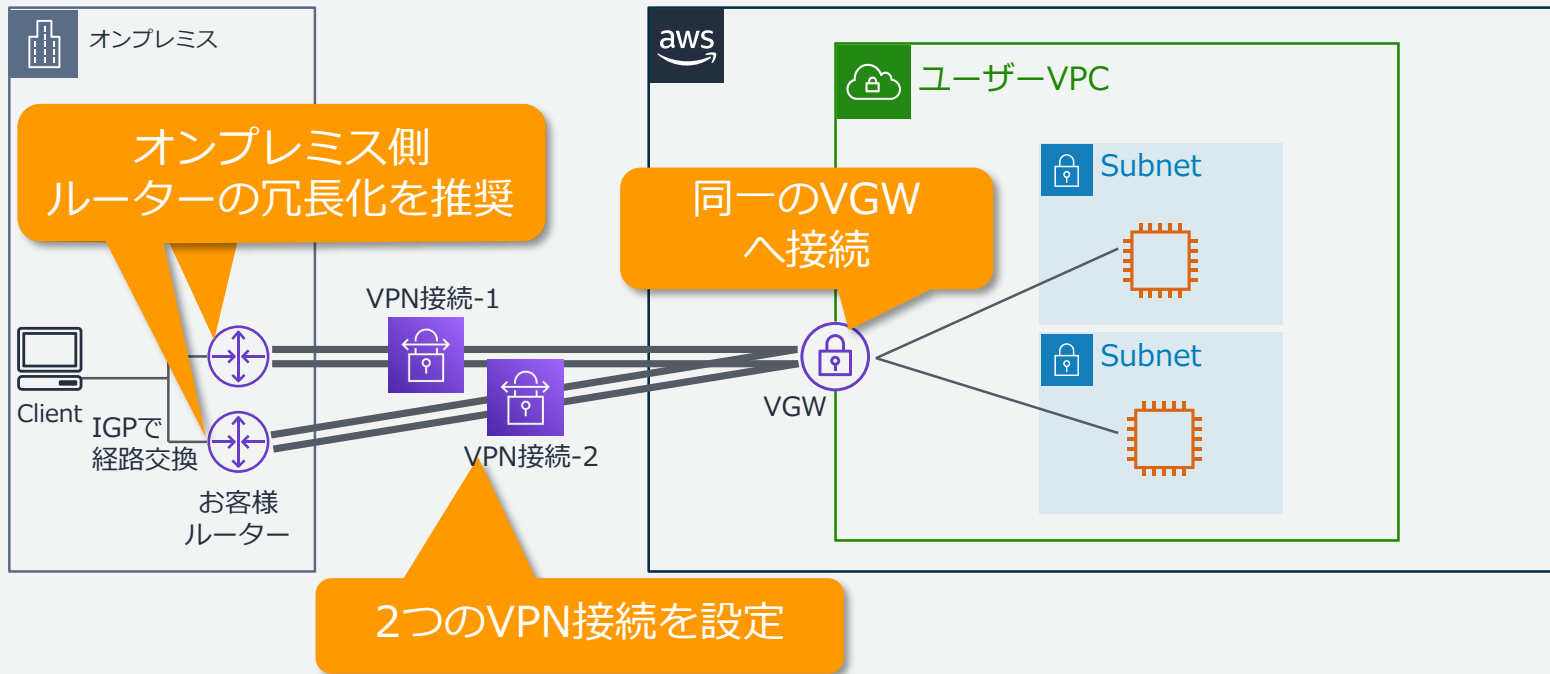 オンプレミス
aws
ユーザーVPC
オンプレミス側
ルーターの冗長化を推奨
同一のVGW
へ接続
Subnet
VPN接続-1
Subnet
Client
IGPで
経路交換
VGW
VPN接続-2
お客様
ルーター
2つのVPN接続を設定